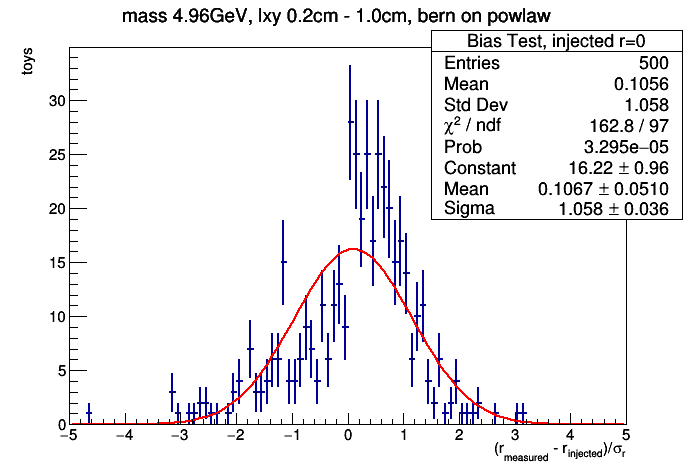 mass 4.96GeV, lxy 0.2cm - 1.0cm, bern on powlaw
Bias Test, injected r=0
Entries 500
Mean 0.1056
Std Dev 1.058
χ² / ndf 162.8 / 97
Prob 3.295e−05
Constant 16.22 ± 0.96
Mean 0.1067 ± 0.0510
Sigma 1.058 ± 0.036
toys
30
25
20
15
10
5
0
−5 −4 −3 −2 −1 0 1 2 3 4 5
(r_measured - r_injected)/σ_r